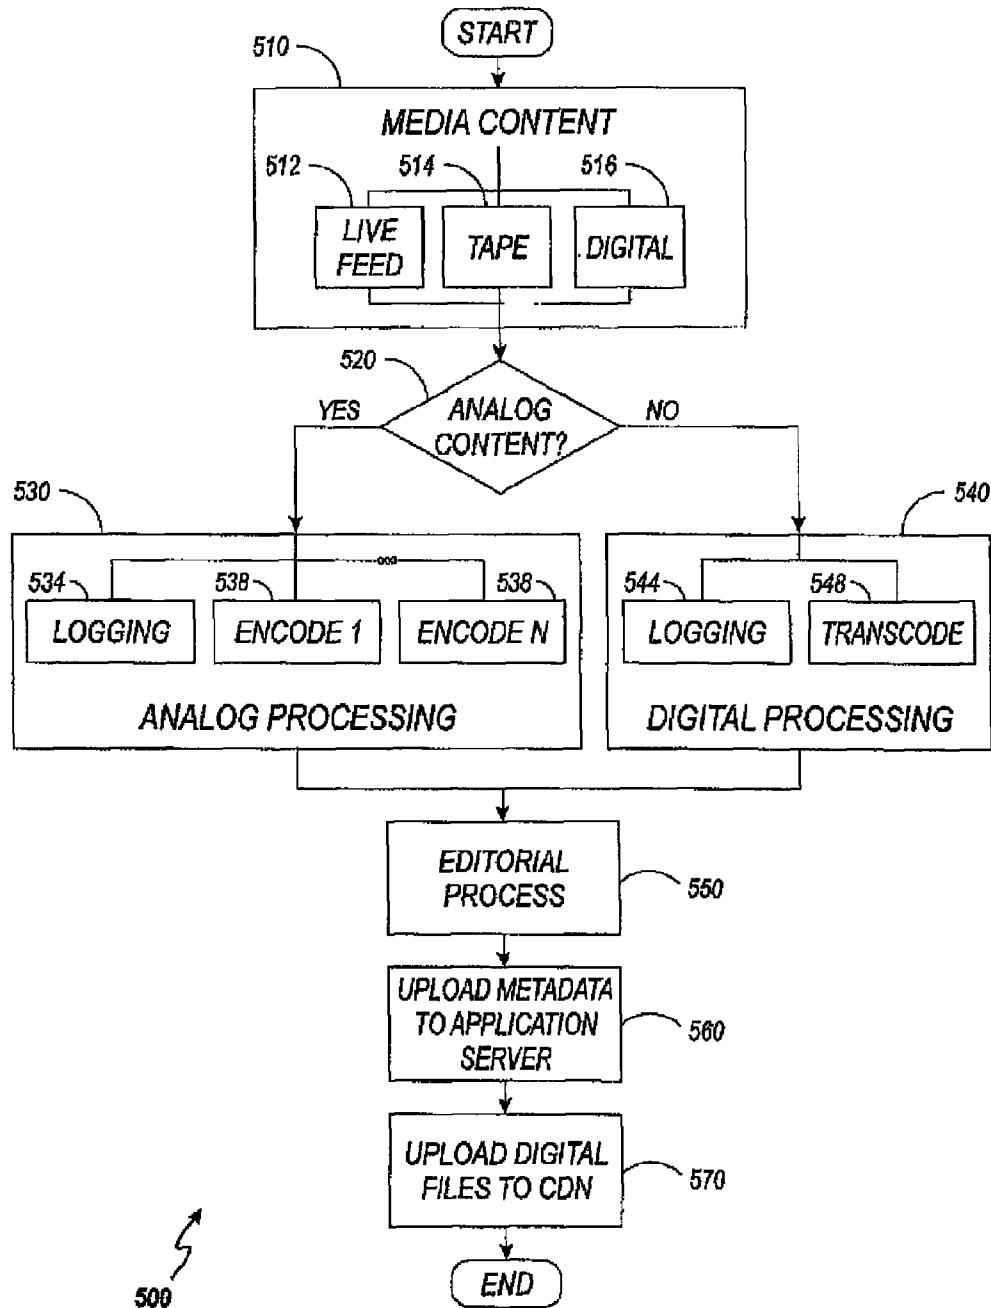 START
510
MEDIA CONTENT
512
514
516
LIVE
FEED
TAPE
DIGITAL
520
YES
ANALOG
CONTENT?
NO
530
540
534
538
538
544
548
LOGGING
ENCODE 1
ENCODE N
LOGGING
TRANSCODE
ANALOG PROCESSING
DIGITAL PROCESSING
EDITORIAL
PROCESS
550
UPLOAD METADATA
TO APPLICATION
SERVER
560
UPLOAD DIGITAL
FILES TO CDN
570
END
500